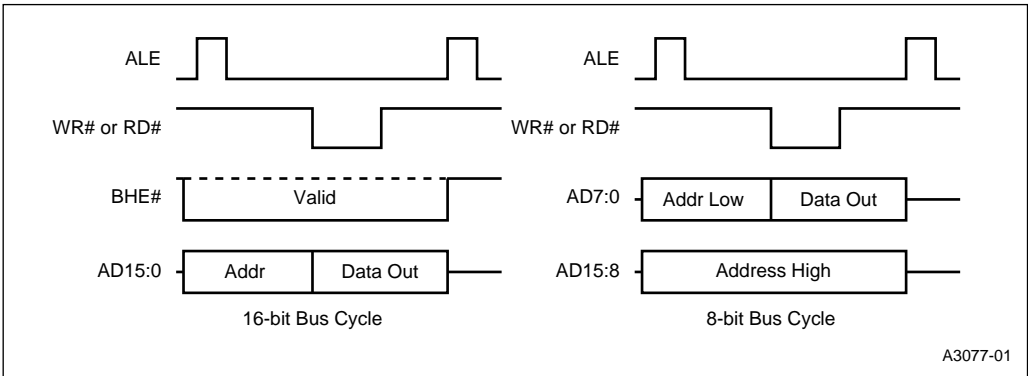 ALE
WR# or RD#
BHE#
Valid
AD15:0
Addr
Data Out
16-bit Bus Cycle
ALE
WR# or RD#
AD7:0
Addr Low
Data Out
AD15:8
Address High
8-bit Bus Cycle
A3077-01